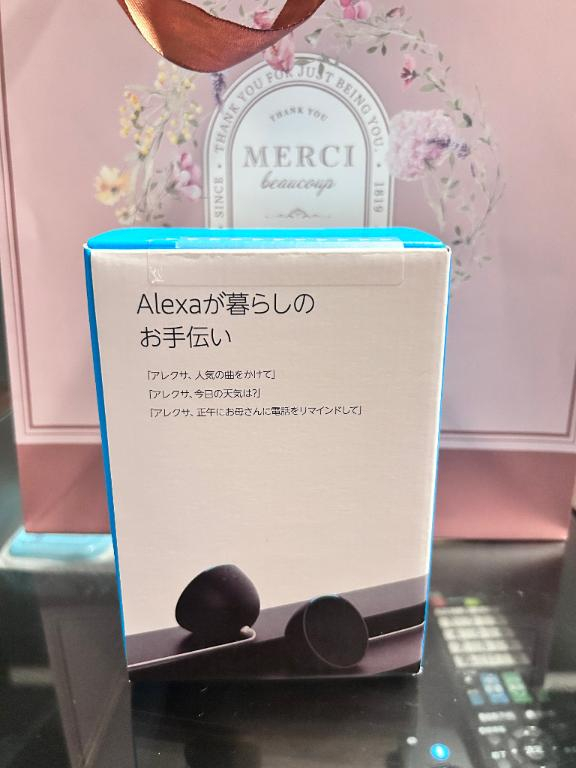 THANK YOU FOR JUST BEING YOU.
SINCE
1819
THANK YOU
MERCI
beaucoup
Alexaが暮らしの
お手伝い
「アレクサ、人気の曲をかけて」
「アレクサ、今日の天気は?」
「アレクサ、正午にお母さんに電話をリマインドして」